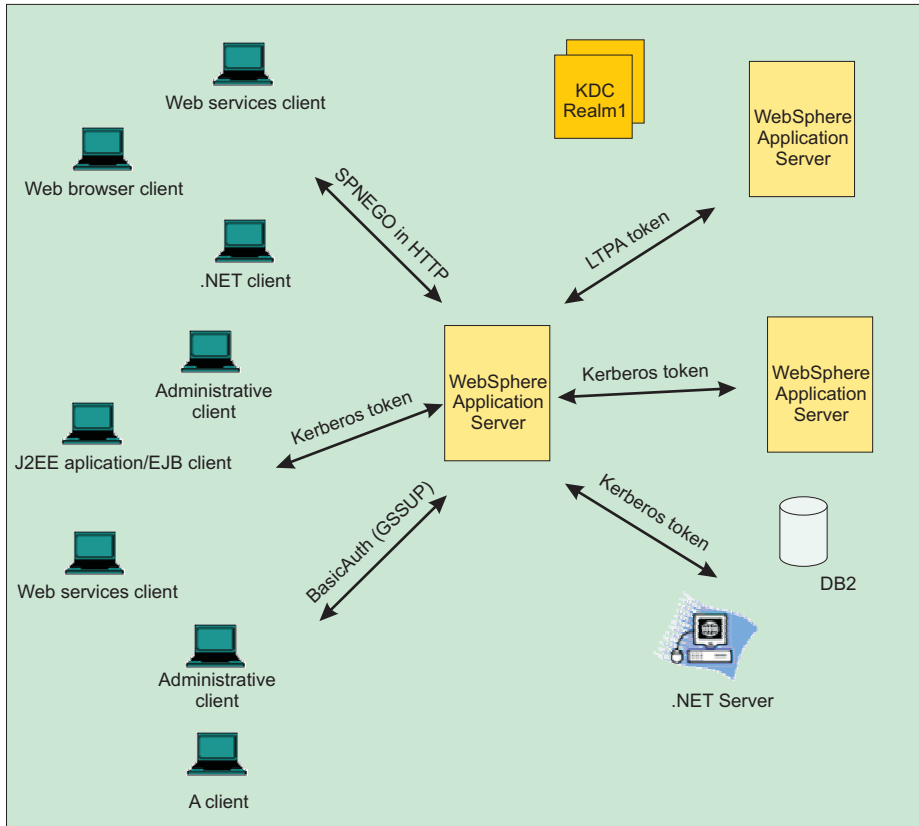 Web services client
KDC
Realm1
WebSphere
Application
Server
Web browser client
SPNEGO in HTTP
LTPA token
.NET client
Administrative
client
WebSphere
Application
Server
Kerberos token
WebSphere
Application
Server
Kerberos token
J2EE aplication/EJB client
BasicAuth (GSSUP)
Kerberos token
Web services client
DB2
Administrative
client
.NET Server
A client